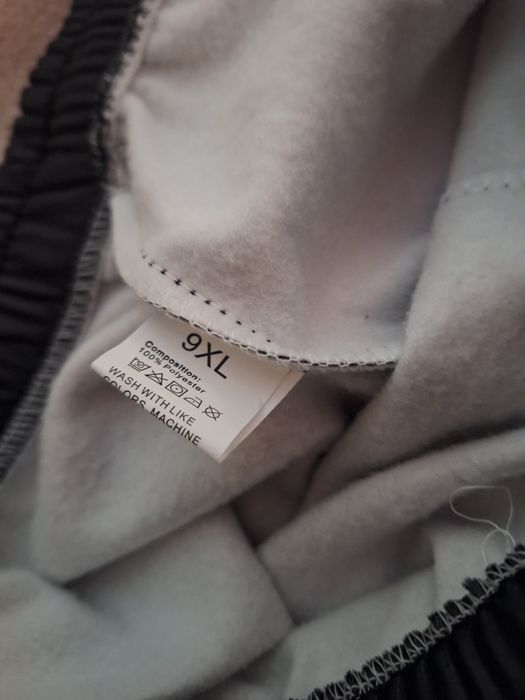 9XL
Composition:
100% Polyester
WASH WITH LIKE
COLORS MACHINE